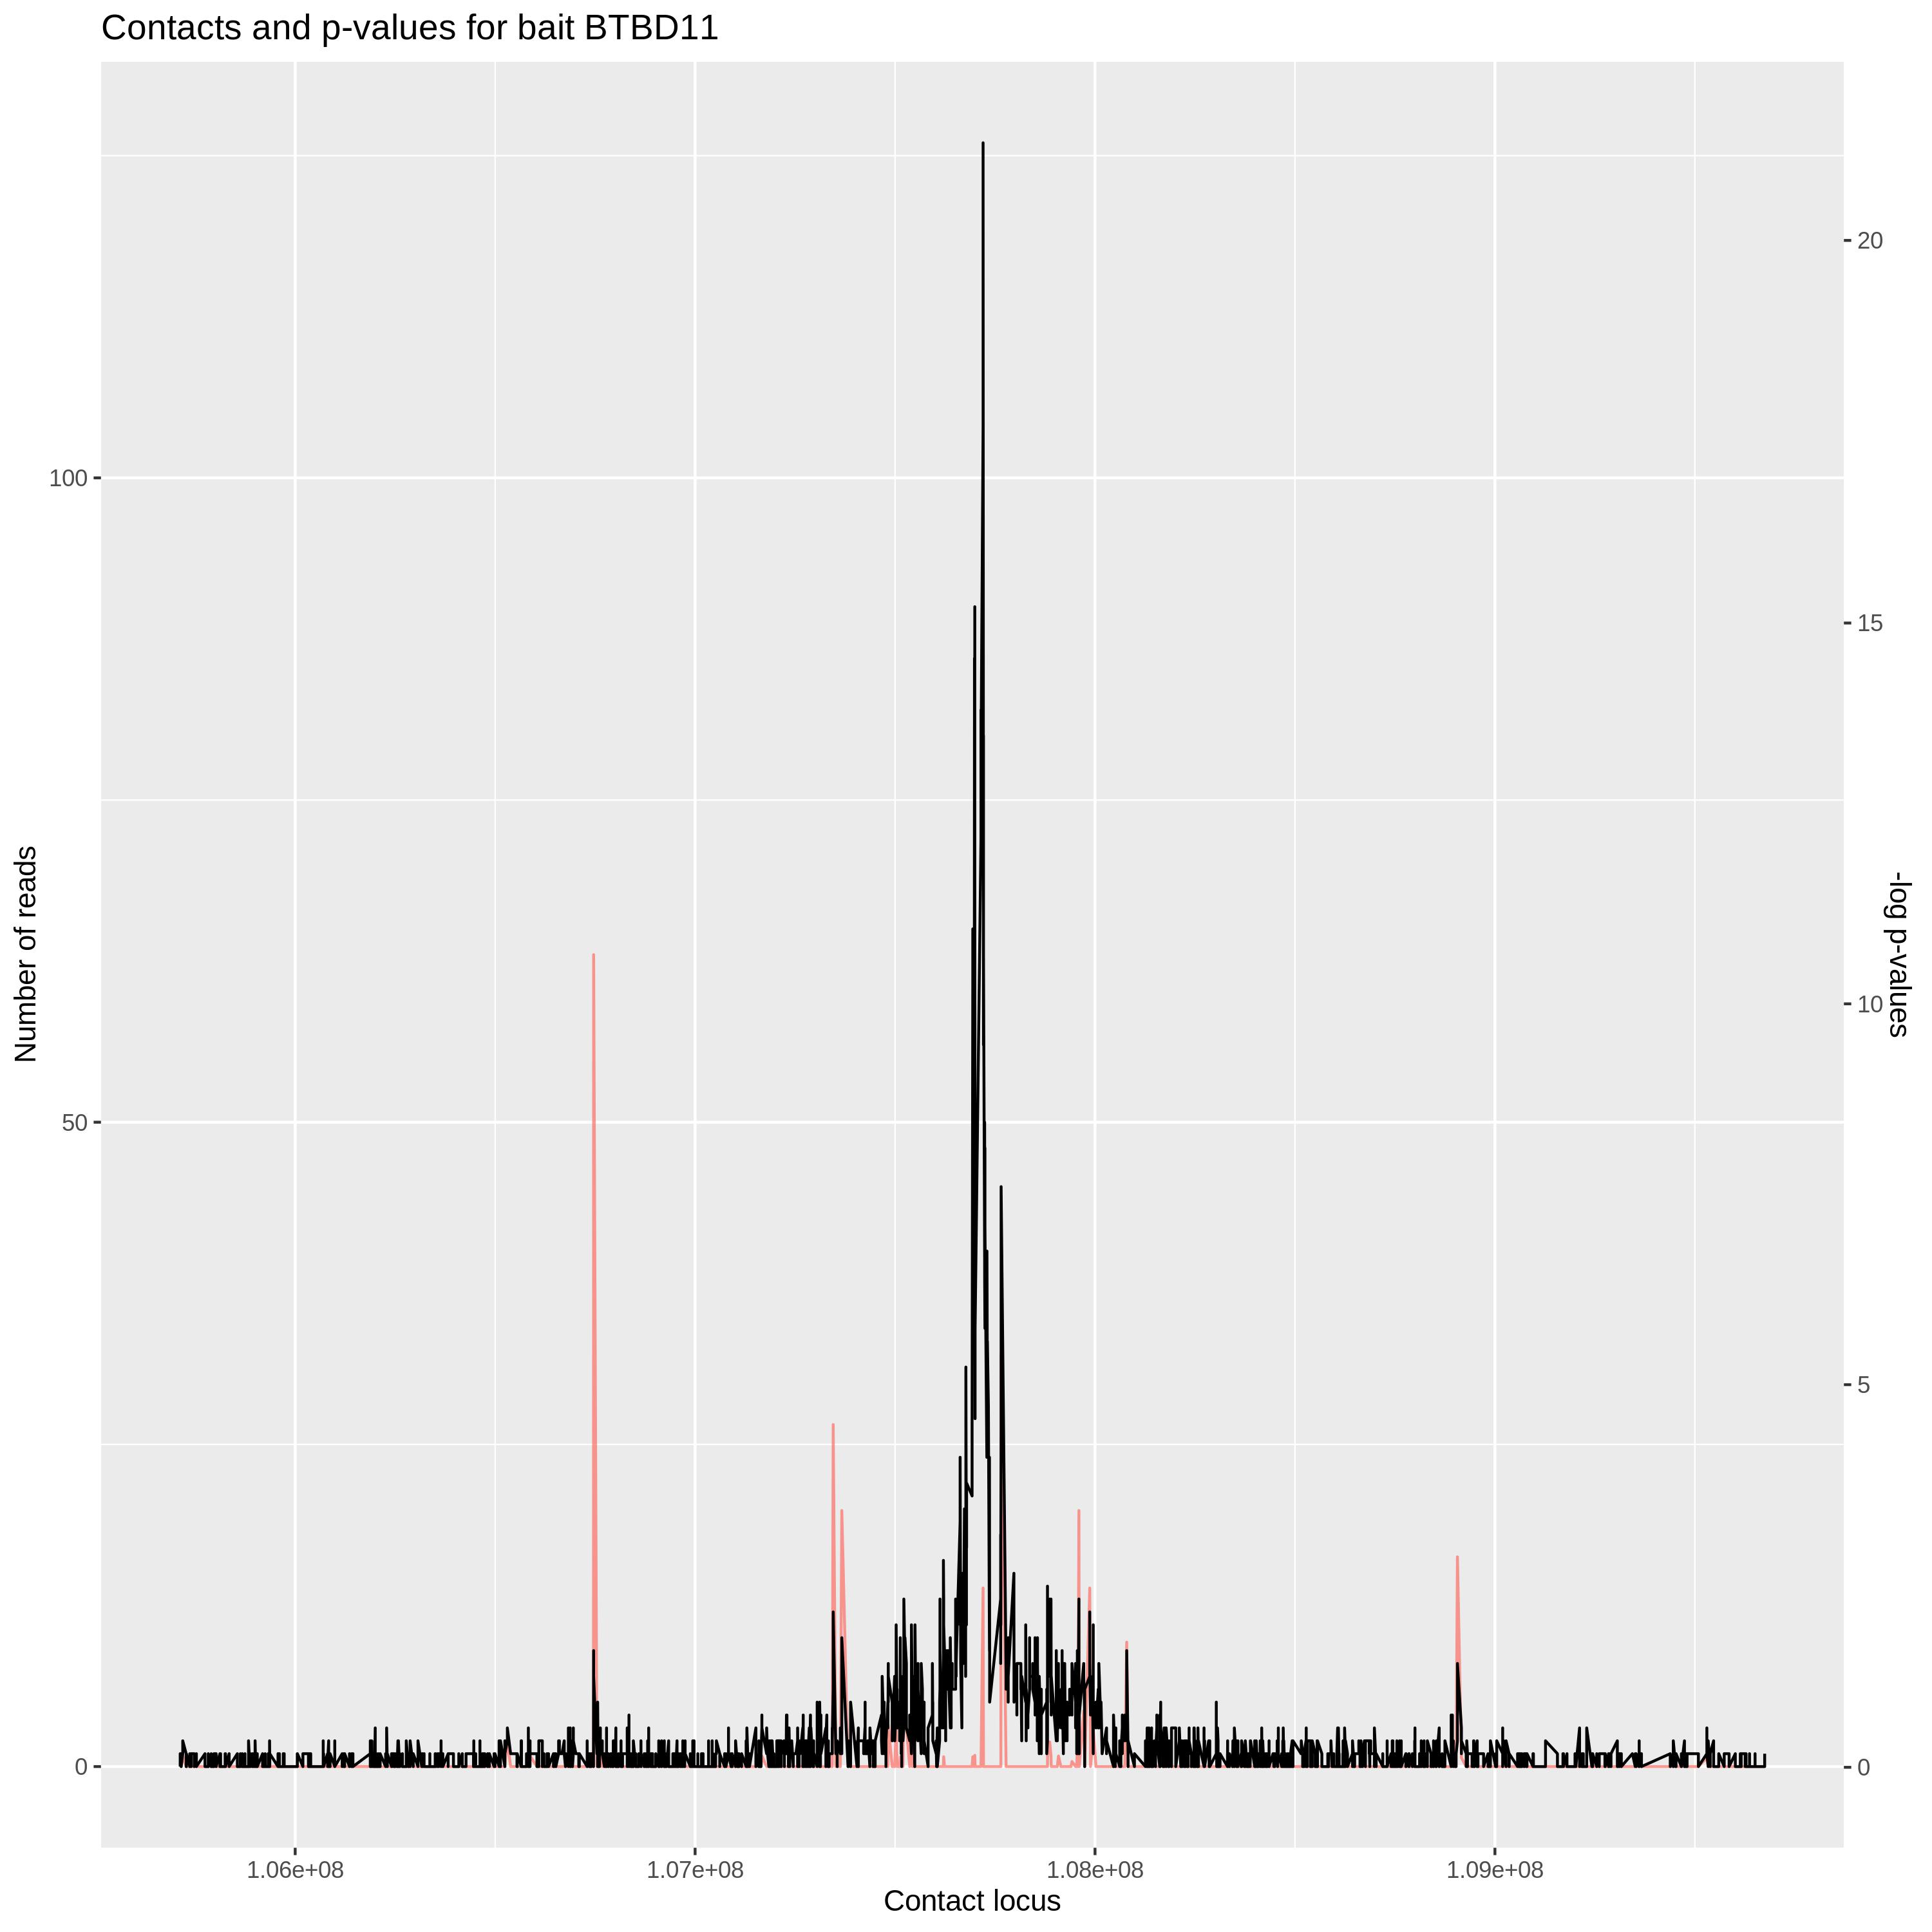 Contacts and p-values for bait BTBD11
Number of reads
100
50
0
20
15
10
5
0
-log p-values
1.06e+08
1.07e+08
1.08e+08
1.09e+08
Contact locus